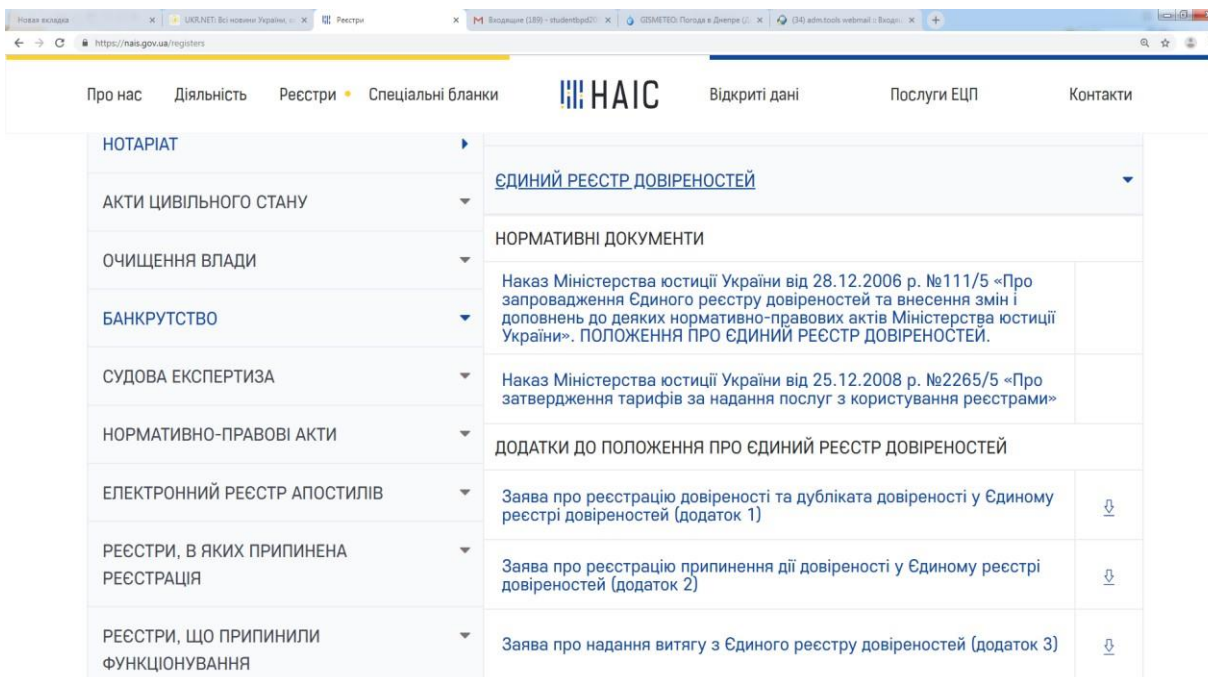 Новая вкладка
UKR.NET: Всі новини України,
Реєстри
Входящие (189) - studentbpd20
GISMETEO: Погода в Днепре (
(34) adm.tools webmail :: Входящ
https://nais.gov.ua/registers
Про нас Діяльність Реєстри Спеціальні бланки НАІС Відкриті дані Послуги ЕЦП Контакти
НОТАРІАТ
АКТИ ЦИВІЛЬНОГО СТАНУ
ОЧИЩЕННЯ ВЛАДИ
БАНКРУТСТВО
СУДОВА ЕКСПЕРТИЗА
НОРМАТИВНО-ПРАВОВІ АКТИ
ЕЛЕКТРОННИЙ РЕЄСТР АПОСТИЛІВ
РЕЄСТРИ, В ЯКИХ ПРИПИНЕНА
РЕЄСТРАЦІЯ
РЕЄСТРИ, ЩО ПРИПИНИЛИ
ФУНКЦІОНУВАННЯ
ЄДИНИЙ РЕЄСТР ДОВІРЕНОСТЕЙ
НОРМАТИВНІ ДОКУМЕНТИ
Наказ Міністерства юстиції України від 28.12.2006 р. №111/5 «Про
запровадження Єдиного реєстру довіреностей та внесення змін і
доповнень до деяких нормативно-правових актів Міністерства юстиції
України». ПОЛОЖЕННЯ ПРО ЄДИНИЙ РЕЄСТР ДОВІРЕНОСТЕЙ.
Наказ Міністерства юстиції України від 25.12.2008 р. №2265/5 «Про
затвердження тарифів за надання послуг з користування реєстрами»
ДОДАТКИ ДО ПОЛОЖЕННЯ ПРО ЄДИНИЙ РЕЄСТР ДОВІРЕНОСТЕЙ
Заява про реєстрацію довіреності та дубліката довіреності у Єдиному
реєстрі довіреностей (додаток 1)
Заява про реєстрацію припинення дії довіреності у Єдиному реєстрі
довіреностей (додаток 2)
Заява про надання витягу з Єдиного реєстру довіреностей (додаток 3)